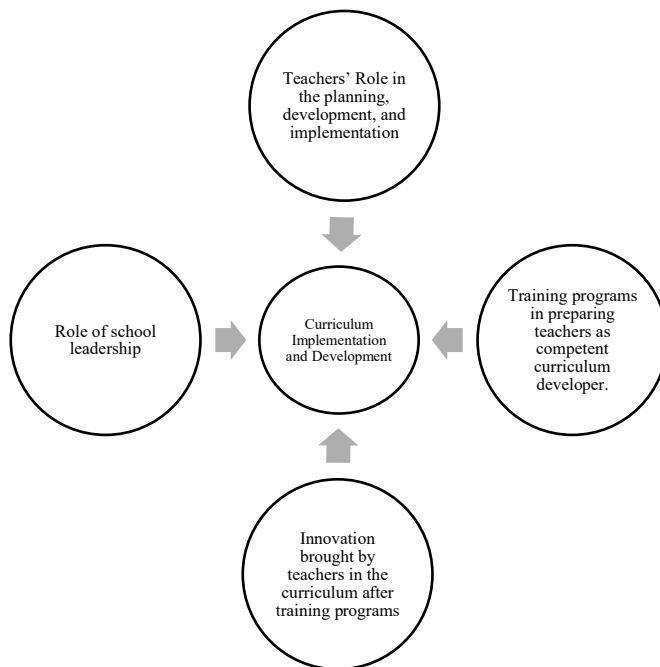 Teachers' Role in
the planning,
development, and
implementation
Role of school
leadership
Curriculum
Implementation
and Development
Training programs
in preparing
teachers as
competent
curriculum
developer.
Innovation
brought by
teachers in the
curriculum after
training programs